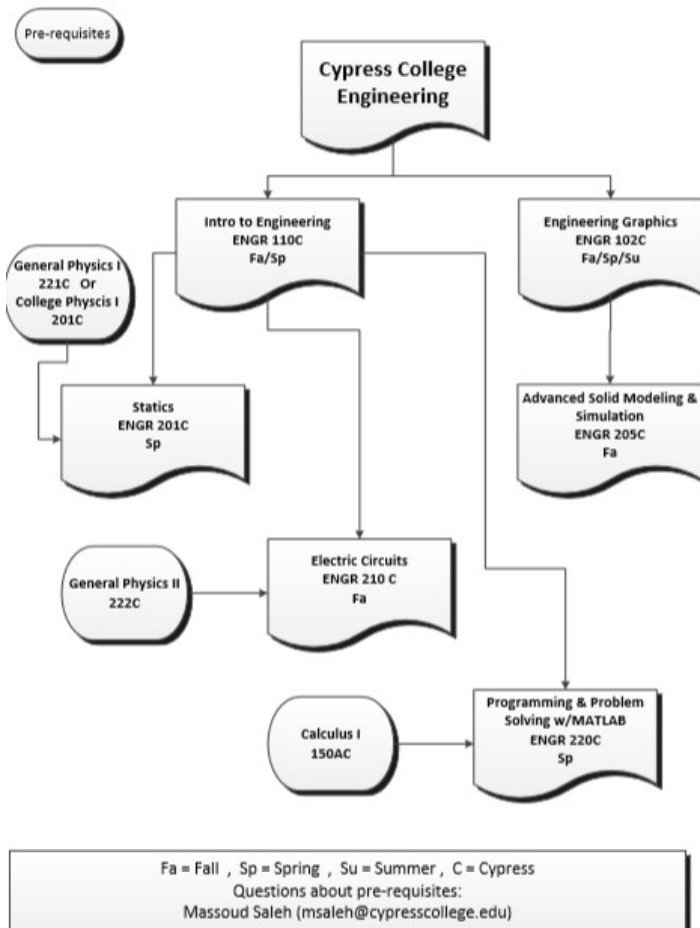 Pre-requisites
Cypress College
Engineering
Intro to Engineering
ENGR 110C
Fa/Sp
Engineering Graphics
ENGR 102C
Fa/Sp/Su
General Physics I
221C Or
College Physcis I
201C
Statics
ENGR 201C
Sp
Advanced Solid Modeling &
Simulation
ENGR 205C
Fa
Electric Circuits
ENGR 210 C
Fa
General Physics II
222C
Programming & Problem
Solving w/MATLAB
ENGR 220C
Sp
Calculus I
150AC
Fa = Fall , Sp = Spring , Su = Summer , C = Cypress
Questions about pre-requisites:
Massoud Saleh (msaleh@cypresscollege.edu)